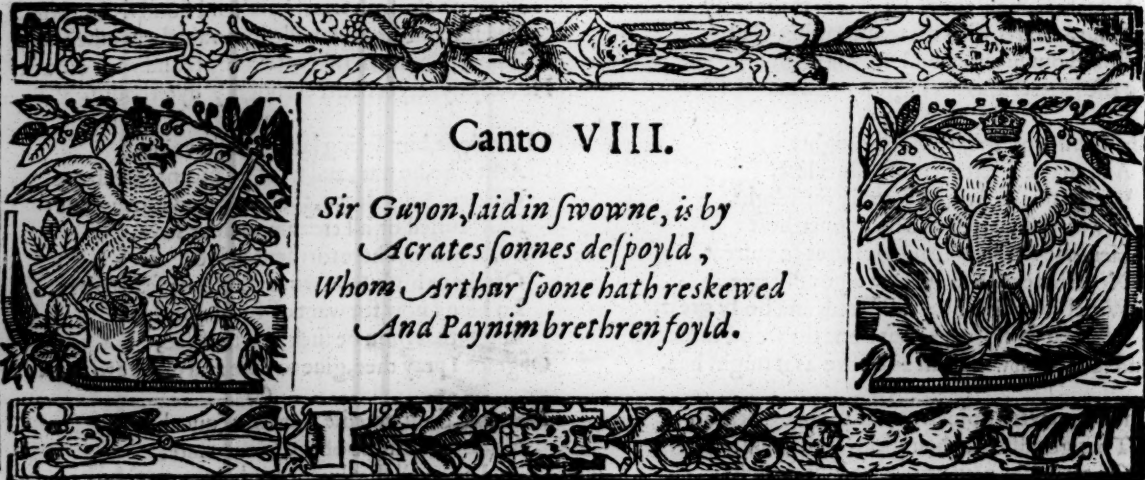 Canto VIII.
Sir Guyon, laid in ſwowne, is by
Acrates ſonnes deſpoyld,
Whom Arthur ſoone hath reskewed
And Paynim brethren foyld.